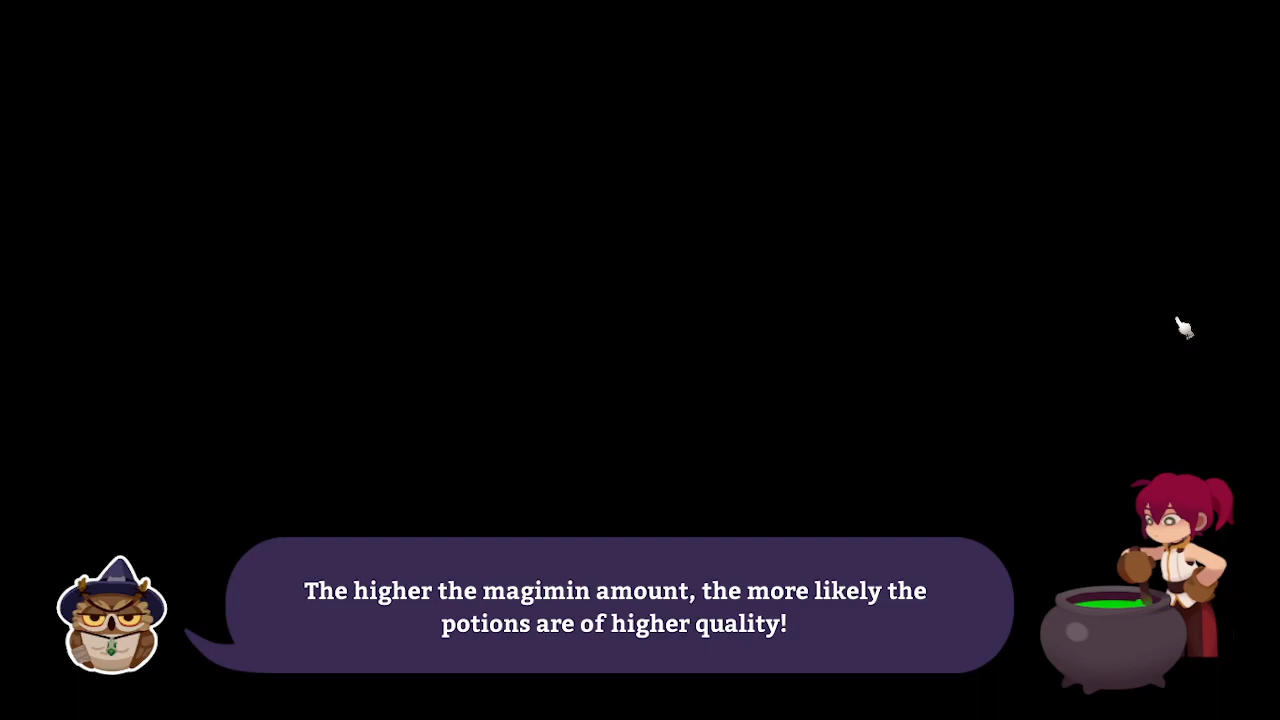 The higher the magimin amount, the more likely the
potions are of higher quality!